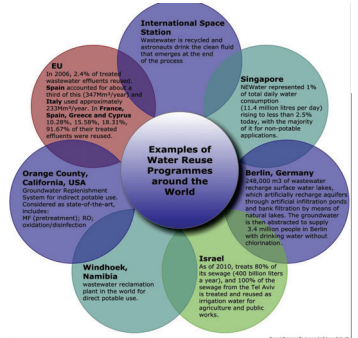 International Space
Station
Wastewater is recycled and
astronauts drink the clean fluid
that emerges at the end
of the process
EU
In 2006, 2.4% of treated
wastewater effluents reused.
Spain accounted for about a
third of this (347Mm³/year) and
Italy used approximately
233Mm³/year. In France,
Spain, Greece and Cyprus
10.28%, 15.58%, 18.31%,
91.67% of their treated
effluents were reused.
Singapore
NEWater represented 1%
of total daily water
consumption
(11.4 million litres per day)
rising to less than 2.5%
today, with the majority
of it for non-potable
applications.
Examples of
Water Reuse
Programmes
around the
World
Orange County,
California, USA
Groundwater Replenishment
System for indirect potable use.
Considered as state-of-the-art,
includes:
MF (pretreatment); RO;
oxidation/disinfection
Berlin, Germany
248,000 m3 of wastewater
recharge surface water lakes,
which artificially recharge aquifers
through artificial infiltration ponds
and bank filtration by means of
natural lakes. The groundwater
is then abstracted to supply
3.4 million people in Berlin
with drinking water without
chlorination.
Windhoek,
Namibia
wastewater reclamation
plant in the world for
direct potable use.
Israel
As of 2010, treats 80% of
its sewage (400 billion liters
a year), and 100% of the
sewage from the Tel Aviv
is treated and reused as
irrigation water for
agriculture and public
works.